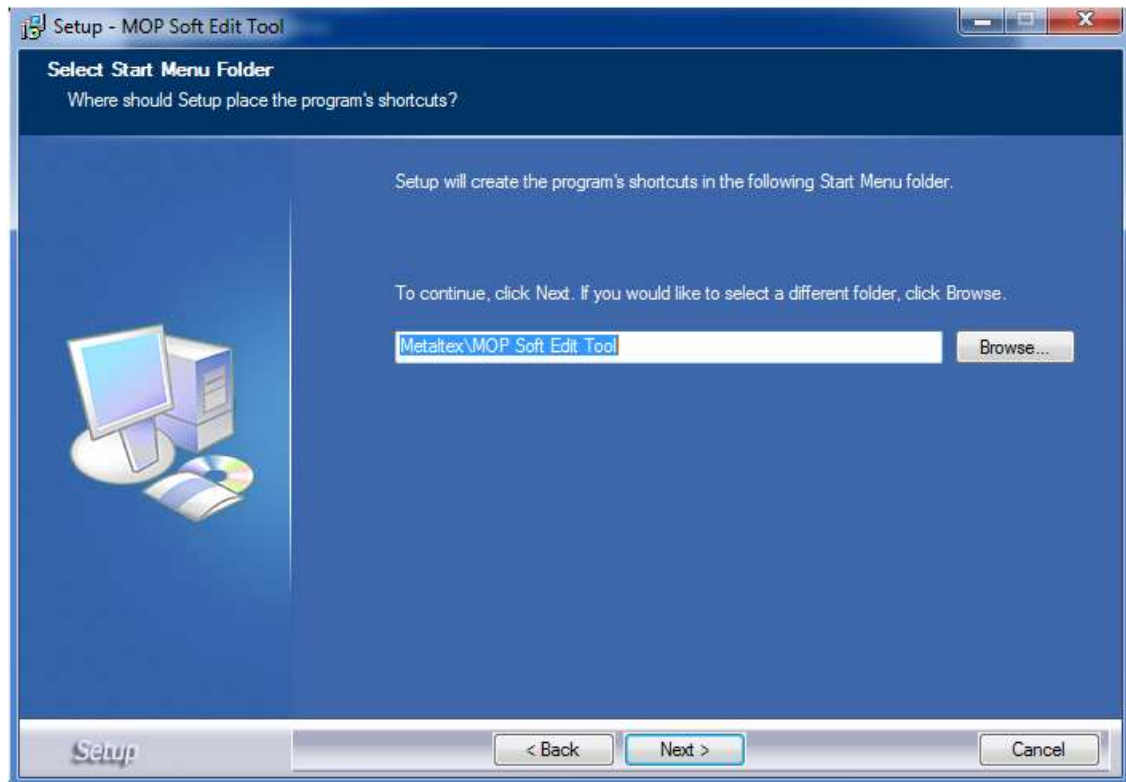 Setup - MOP Soft Edit Tool
Select Start Menu Folder
Where should Setup place the program's shortcuts?
Setup will create the program's shortcuts in the following Start Menu folder.
To continue, click Next. If you would like to select a different folder, click Browse.
Metaltex\MOP Soft Edit Tool
Browse...
Setup
< Back
Next >
Cancel